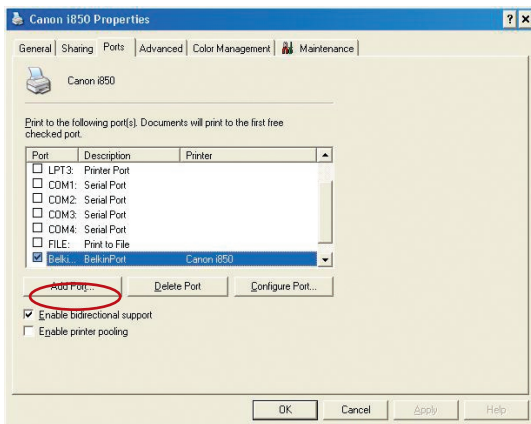 Canon i850 Properties
General Sharing Ports Advanced Color Management Maintenance
Canon i850
Print to the following port(s). Documents will print to the first free
checked port.
Port Description Printer
LPT3: Printer Port
COM1: Serial Port
COM2: Serial Port
COM3: Serial Port
COM4: Serial Port
FILE: Print to File
Belki... BelkinPort Canon i850
Add Port... Delete Port Configure Port...
Enable bidirectional support
Enable printer pooling
OK Cancel Apply Help